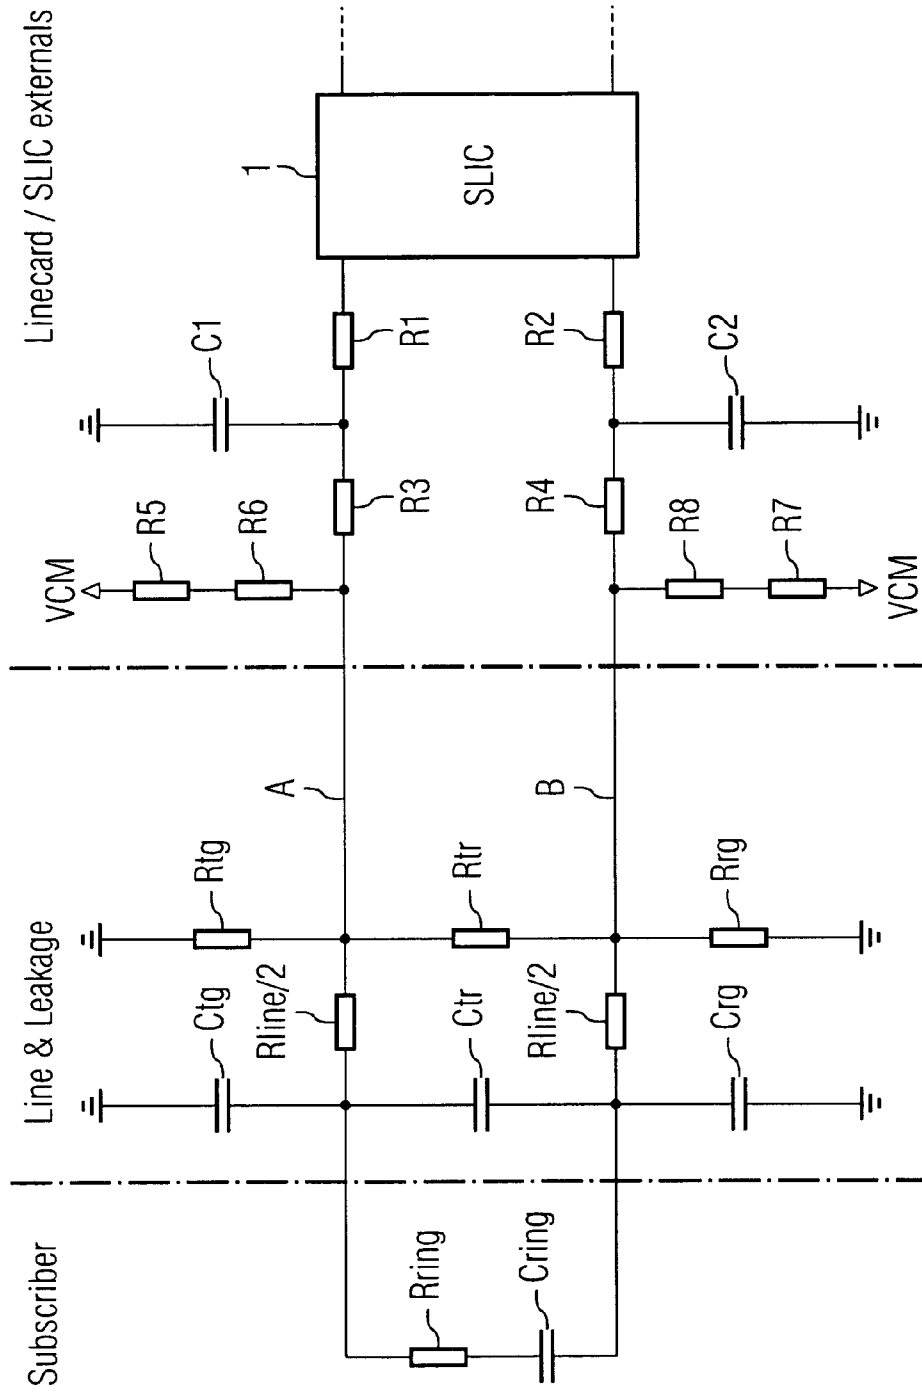 Subscriber
Line & Leakage
Linecard / SLIC externals
Rring
Cring
Ctg
Rline/2
Ctr
Rline/2
Crg
Rtg
Rtr
Rrg
A
B
VCM
R5
R6
R3
R4
R8
R7
VCM
C1
R1
R2
C2
1
SLIC